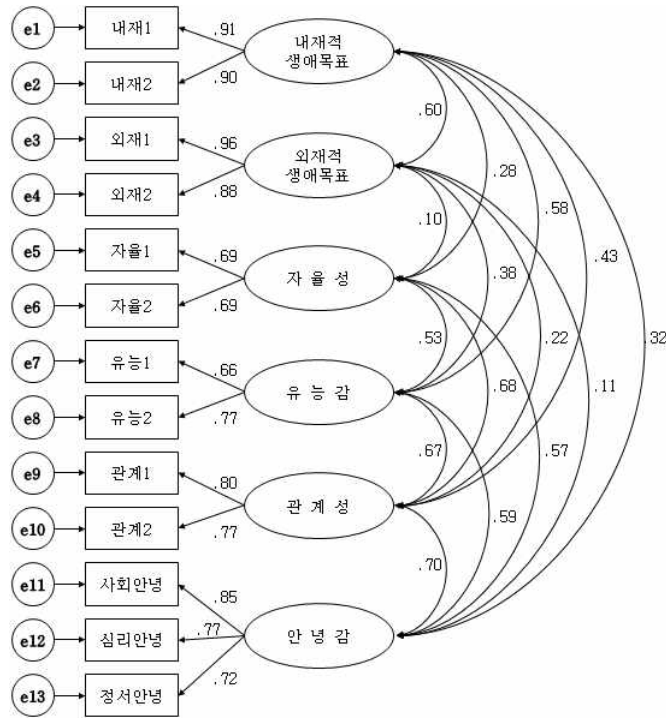 e1
내재1
.91
내재적
생애목표
e2
내재2
.90
.60
e3
외재1
.96
외재적
생애목표
.28
e4
외재2
.88
.58
.10
.43
e5
자율1
.69
자 율 성
.38
e6
자율2
.69
.53
.22
.32
e7
유능1
.66
유 능 감
.68
.11
e8
유능2
.77
.67
.57
e9
관계1
.80
관 계 성
.59
e10
관계2
.77
.70
e11
사회안녕
.85
e12
심리안녕
.77
안 녕 감
e13
정서안녕
.72